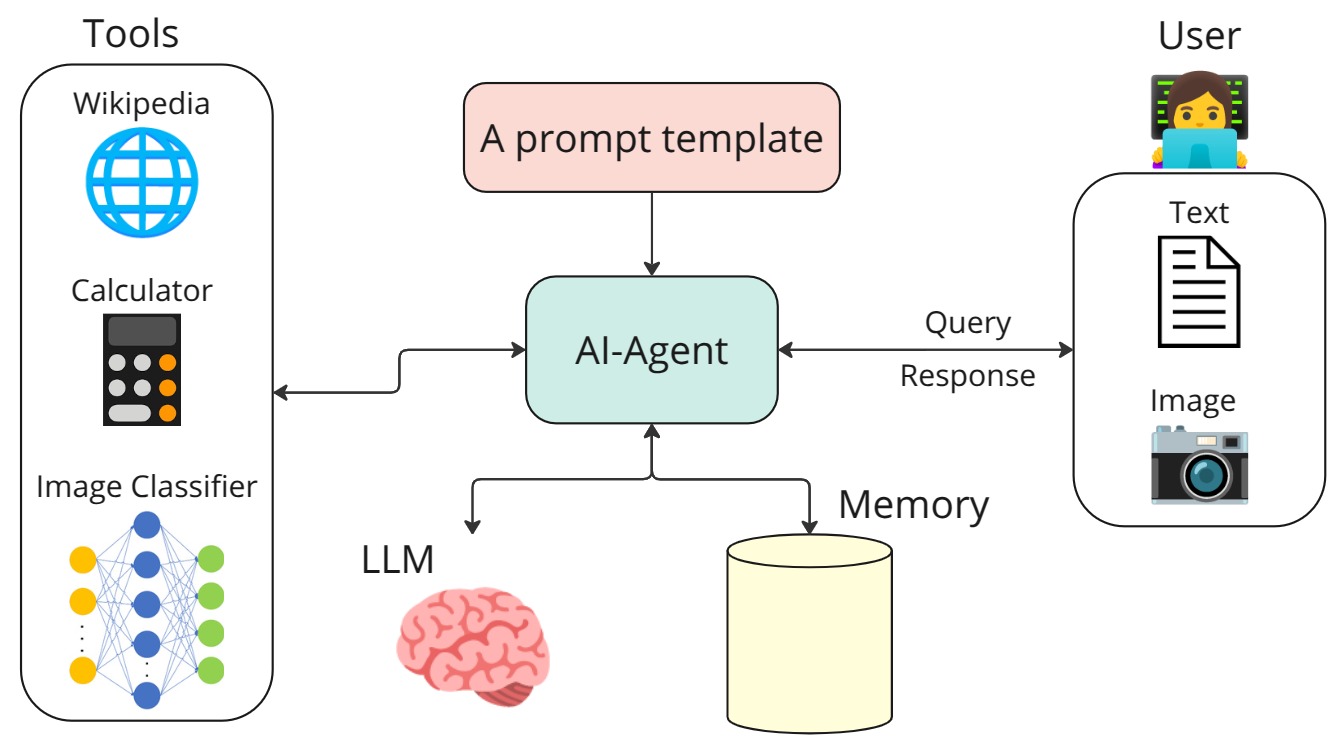 Tools
Wikipedia
Calculator
Image Classifier
A prompt template
AI-Agent
LLM
Memory
Query
Response
User
Text
Image